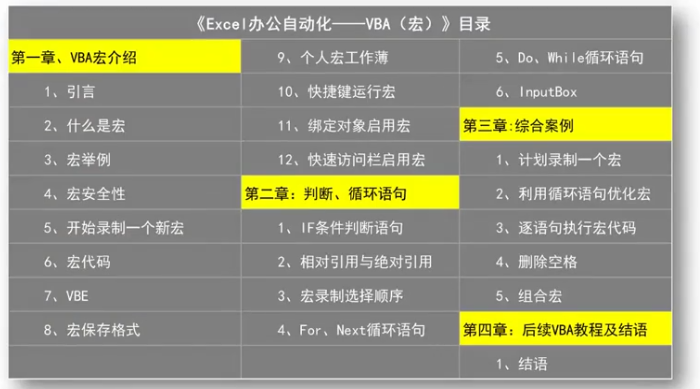 《Excel办公自动化——VBA（宏）》目录
第一章、VBA宏介绍
1、引言
2、什么是宏
3、宏举例
4、宏安全性
5、开始录制一个新宏
6、宏代码
7、VBE
8、宏保存格式
9、个人宏工作薄
10、快捷键运行宏
11、绑定对象启用宏
12、快速访问栏启用宏
第二章：判断、循环语句
1、IF条件判断语句
2、相对引用与绝对引用
3、宏录制选择顺序
4、For、Next循环语句
5、Do、While循环语句
6、InputBox
第三章:综合案例
1、计划录制一个宏
2、利用循环语句优化宏
3、逐语句执行宏代码
4、删除空格
5、组合宏
第四章：后续VBA教程及结语
1、结语